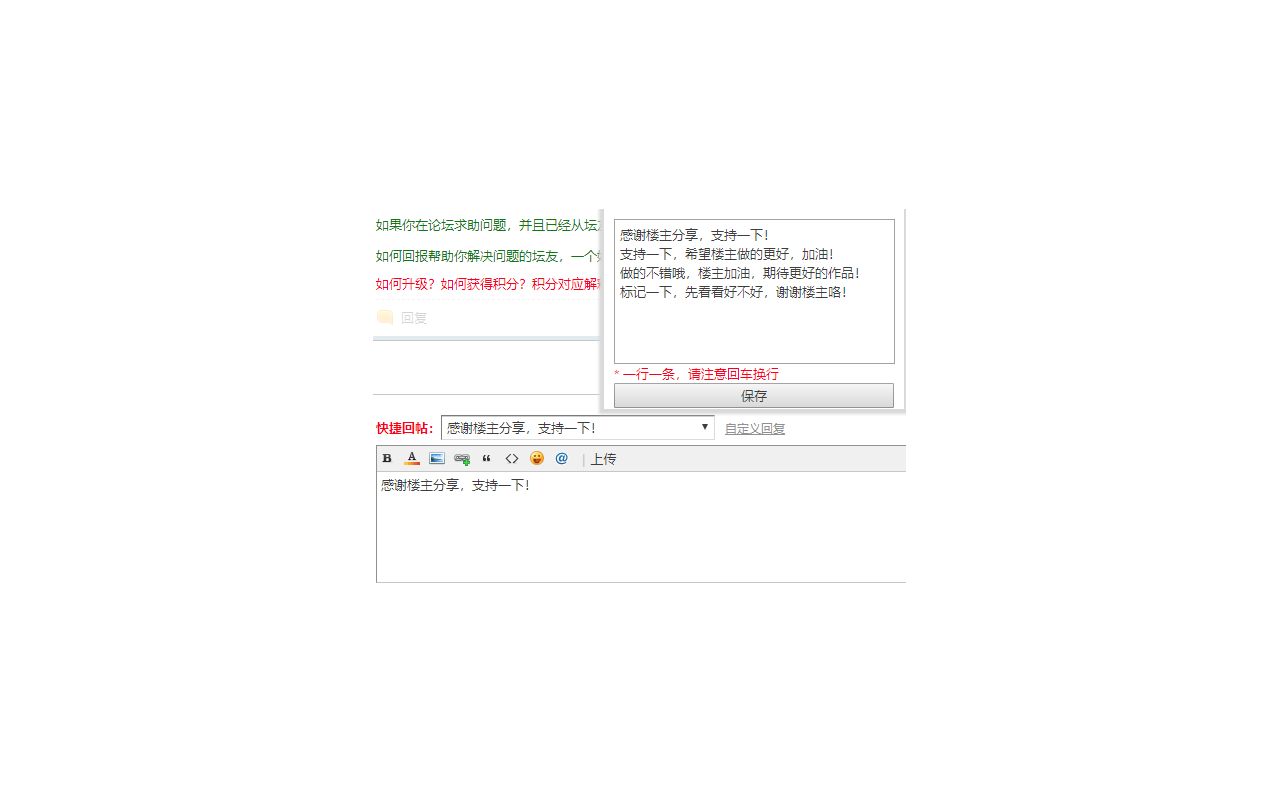 如果你在论坛求助问题，并且已经从坛
如何回报帮助你解决问题的坛友，一个
如何升级？如何获得积分？积分对应解
回复
感谢楼主分享，支持一下！
支持一下，希望楼主做的更好，加油！
做的不错哦，楼主加油，期待更好的作品！
标记一下，先看看好不好，谢谢楼主咯！
* 一行一条，请注意回车换行
保存
快捷回帖： 感谢楼主分享，支持一下！ 自定义回复
B A “ <> @ | 上传
感谢楼主分享，支持一下！